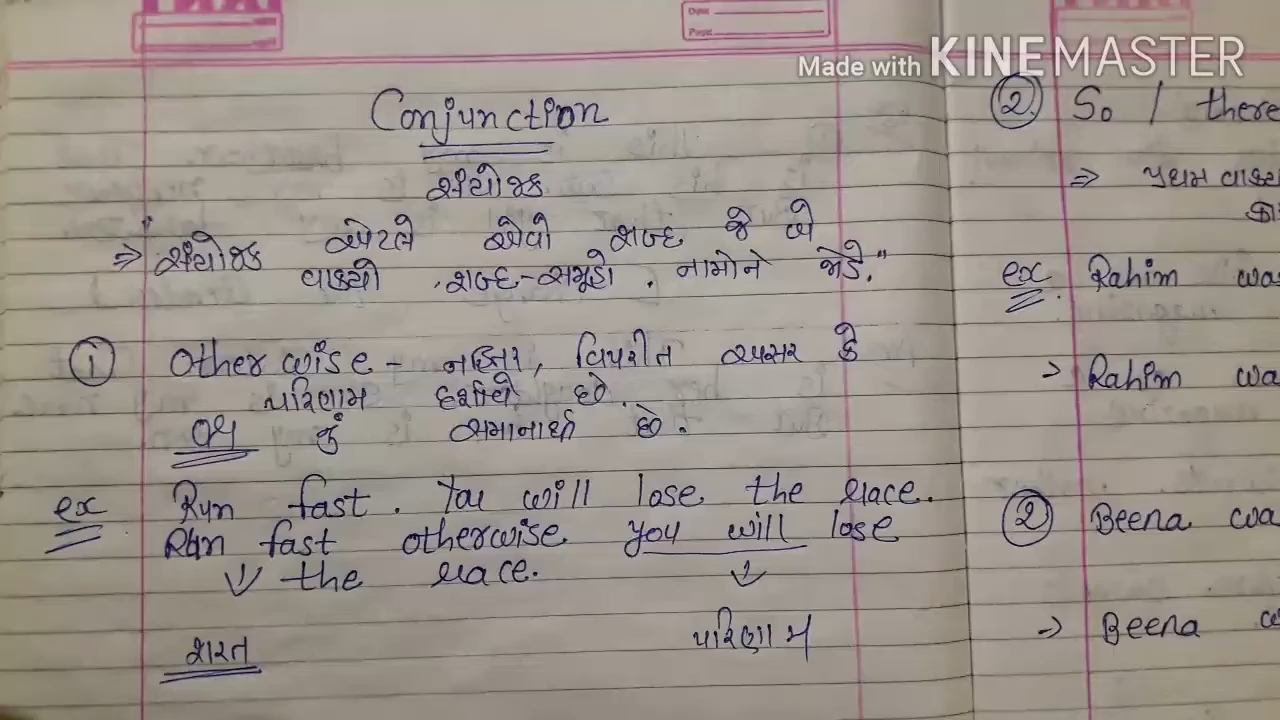 Date
Page
Made with KINEMASTER
Conjunction
સંયોજક
⇒ સંયોજક એટલે એવો શબ્દ જે બે
વાક્યો, શબ્દ-સમૂહો, નામોને જોડે."
① Otherwise - નહિતર, વિપરીત અસર કે
પરિણામ દર્શાવે છે.
નું સમાનાર્થી છે.
ex Run fast. You will lose the race.
Run fast otherwise you will lose
the race.
શરત પરિણામ
② So / there
⇒ પ્રથમ વાક્ય
ex Rahim wa
→ Rahim wa
② Beena wa
→ Beena